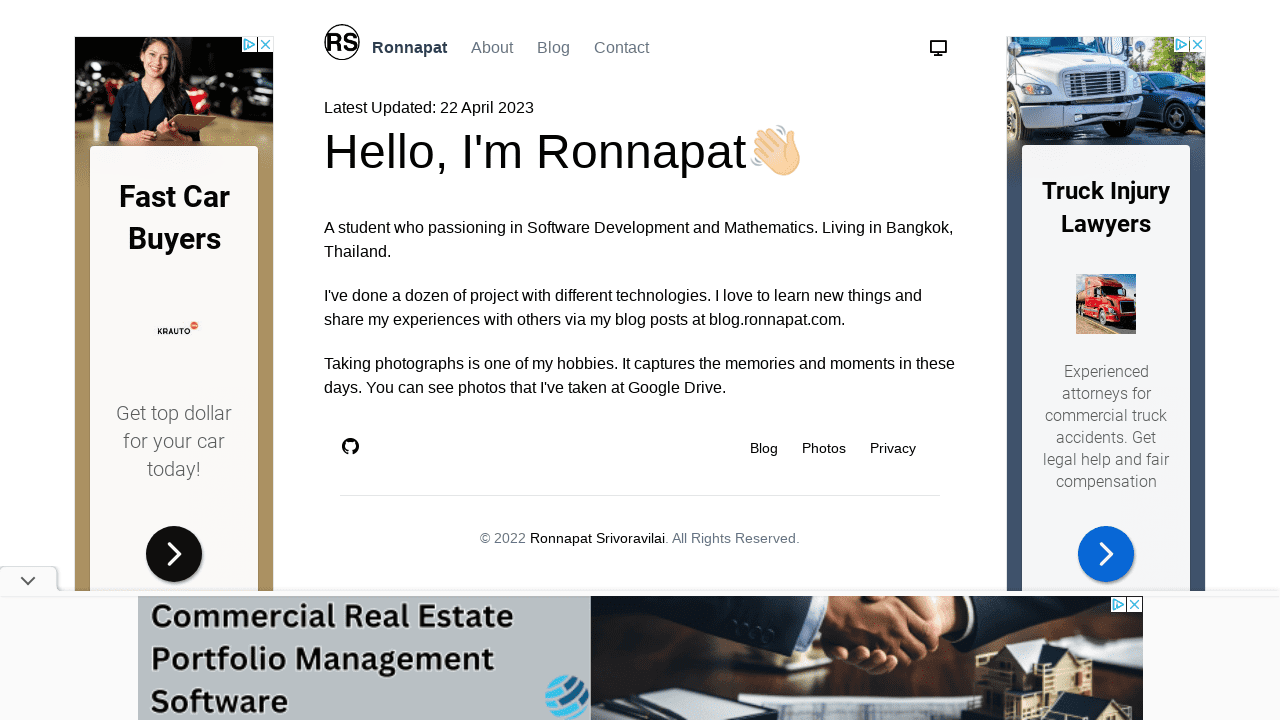 RS
Ronnapat About Blog Contact
Latest Updated: 22 April 2023
Hello, I'm Ronnapat👋🏼
A student who passioning in Software Development and Mathematics. Living in Bangkok,
Thailand.
I've done a dozen of project with different technologies. I love to learn new things and
share my experiences with others via my blog posts at blog.ronnapat.com.
Taking photographs is one of my hobbies. It captures the memories and moments in these
days. You can see photos that I've taken at Google Drive.
Blog Photos Privacy
© 2022 Ronnapat Srivoravilai. All Rights Reserved.
Fast Car
Buyers
KRAUTO
Get top dollar
for your car
today!
Truck Injury
Lawyers
Experienced
attorneys for
commercial truck
accidents. Get
legal help and fair
compensation
Commercial Real Estate
Portfolio Management
Software